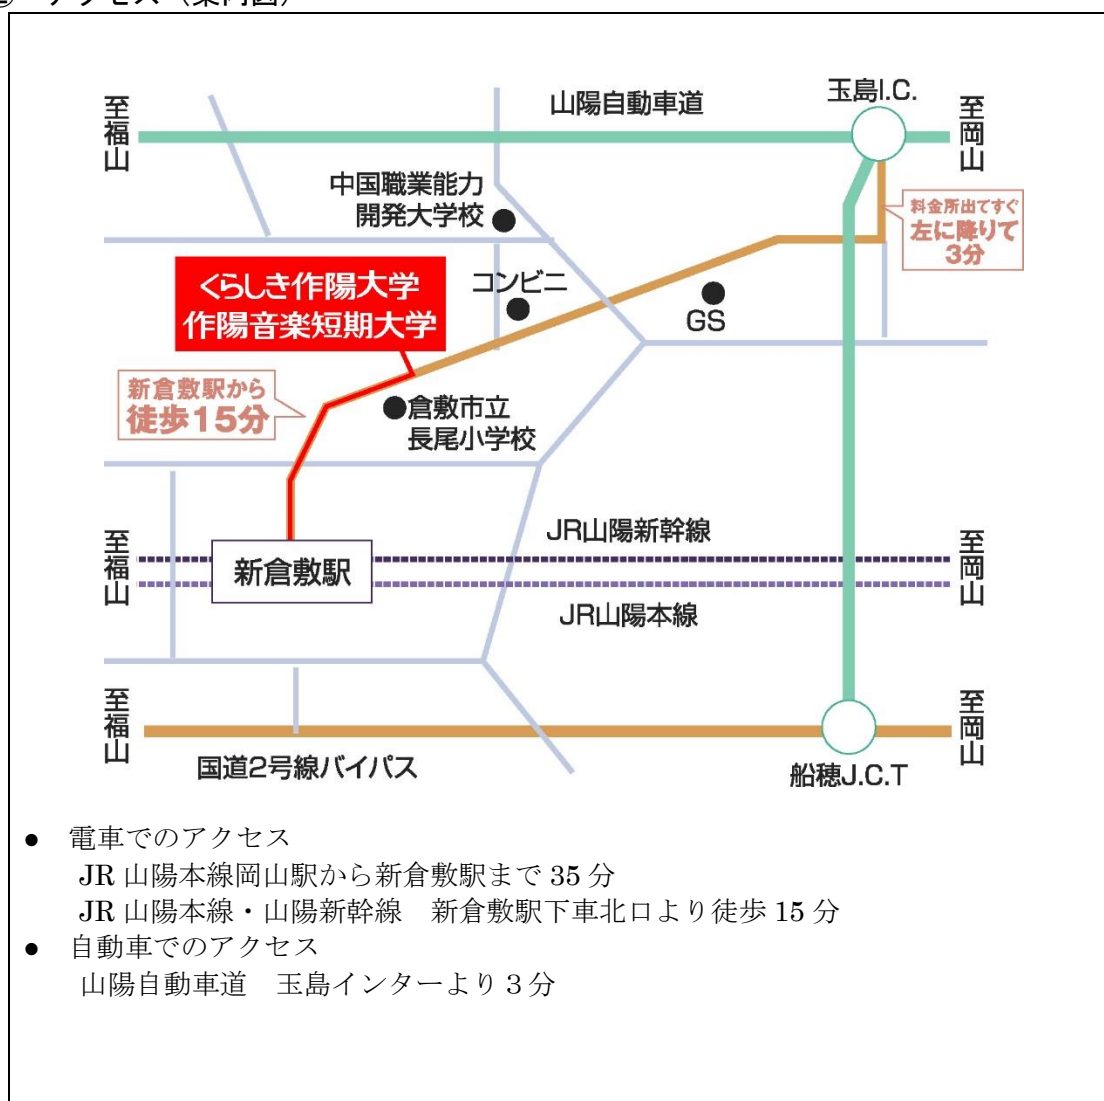 アクセス（案内図）
山陽自動車道
玉島I.C.
至福山
至岡山
中国職業能力
開発大学校
料金所出てすぐ
左に降りて
3分
くらしき作陽大学
作陽音楽短期大学
コンビニ
GS
新倉敷駅から
徒歩15分
倉敷市立
長尾小学校
JR山陽新幹線
至福山
新倉敷駅
至岡山
JR山陽本線
至福山
至岡山
国道2号線バイパス
船穂J.C.T
● 電車でのアクセス
JR 山陽本線岡山駅から新倉敷駅まで 35 分
JR 山陽本線・山陽新幹線　新倉敷駅下車北口より徒歩 15 分
● 自動車でのアクセス
山陽自動車道　玉島インターより３分